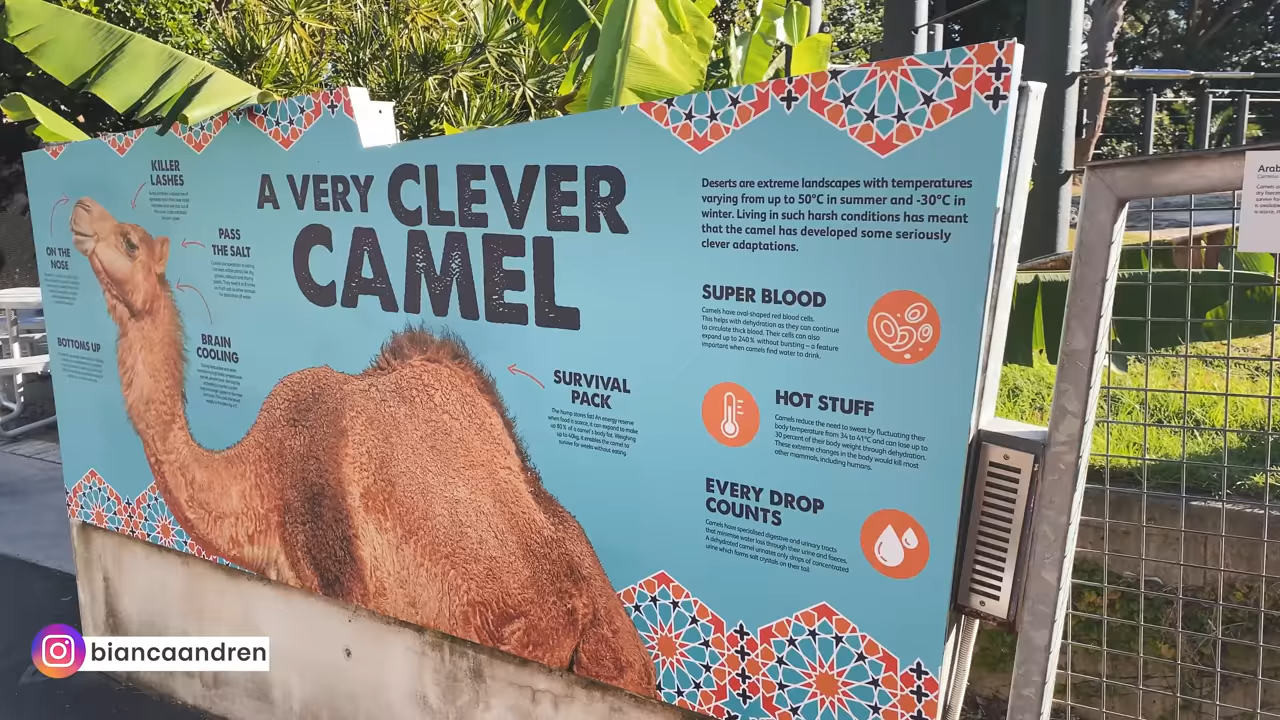 A VERY CLEVER
CAMEL
KILLER
LASHES
ON THE
NOSE
PASS
THE SALT
BRAIN
COOLING
BOTTOMS UP
SURVIVAL
PACK
The hump stores fat! An energy reserve
when food is scarce, it can expand to make
up 80% of a camel's body fat. Weighing
up to 40kg, it enables the camel to
survive for weeks without eating.
Deserts are extreme landscapes with temperatures
varying from up to 50°C in summer and -30°C in
winter. Living in such harsh conditions has meant
that the camel has developed some seriously
clever adaptations.
SUPER BLOOD
Camels have oval-shaped red blood cells.
This helps with dehydration as they can continue
to circulate thick blood. Their cells can also
expand up to 240% without bursting – a feature
important when camels find water to drink.
HOT STUFF
Camels reduce the need to sweat by fluctuating their
body temperature from 34 to 41°C and can lose up to
30 percent of their body weight through dehydration.
These extreme changes in the body would kill most
other mammals, including humans.
EVERY DROP
COUNTS
Camels have specialised digestive and urinary tracts
that minimise water loss through their urine and faeces.
A dehydrated camel urinates only drops of concentrated
urine which forms salt crystals on their tail.
Arab
biancaandren